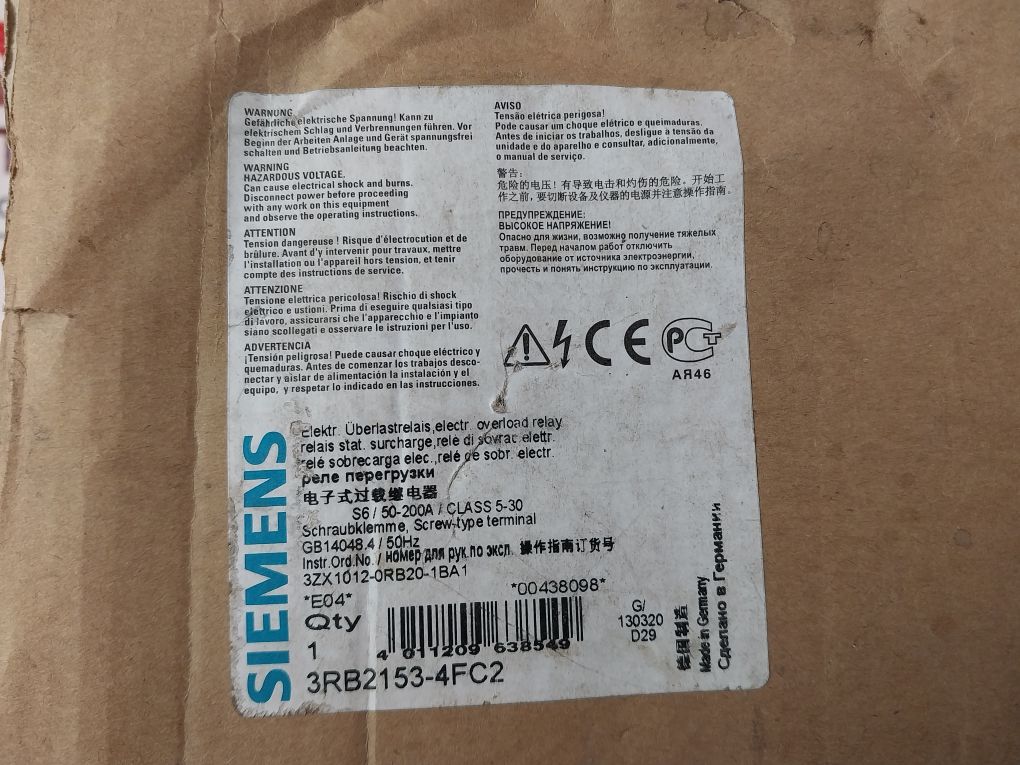 WARNUNG
Gefährliche elektrische Spannung! Kann zu
elektrischem Schlag und Verbrennungen führen. Vor
Beginn der Arbeiten Anlage und Gerät spannungsfrei
schalten und Betriebsanleitung beachten.
WARNING
HAZARDOUS VOLTAGE.
Can cause electrical shock and burns.
Disconnect power before proceeding
with any work on this equipment
and observe the operating instructions.
ATTENTION
Tension dangereuse ! Risque d'électrocution et de
brûlure. Avant d'y intervenir pour travaux, mettre
l'installation ou l'appareil hors tension, et tenir
compte des instructions de service.
ATTENZIONE
Tensione elettrica pericolosa! Rischio di shock
elettrico e ustioni. Prima di eseguire qualsiasi tipo
di lavoro, assicurarsi che l'apparecchio e l'impianto
siano scollegati e osservare le istruzioni per l'uso.
ADVERTENCIA
¡Tensión peligrosa! Puede causar choque eléctrico y
quemaduras. Antes de comenzar los trabajos desco-
nectar y aislar de alimentación la instalación y el
equipo, y respetar lo indicado en las instrucciones.
AVISO
Tensão elétrica perigosa!
Pode causar um choque elétrico e queimaduras.
Antes de iniciar os trabalhos, desligue à tensão da
unidade e do aparelho e consultar, adicionalmente,
o manual de serviço.
警告:
危险的电压！有导致电击和灼伤的危险。开始工
作之前，要切断设备及仪器的电源并注意操作指南。
ПРЕДУПРЕЖДЕНИЕ:
ВЫСОКОЕ НАПРЯЖЕНИЕ!
Опасно для жизни, возможно получение тяжелых
травм. Перед началом работ отключить
оборудование от источника электроэнергии,
прочесть и понять инструкцию по эксплуатации.
CE
РСТ
АЯ46
SIEMENS
Elektr. Überlastrelais,electr. overload relay
relais stat. surcharge,relè di sovrac. elettr.
relé sobrecarga elec.,relé de sobr. electr.
реле перегрузки
电子式过载继电器
S6 / 50-200A / CLASS 5-30
Schraubklemme, Screw-type terminal
GB14048.4 / 50Hz
Instr.Ord.No. / номер для рук.по эксп. 操作指南订货号
3ZX1012-0RB20-1BA1
*E04* *00438098*
Qty
1
4 011209 638549
3RB2153-4FC2
G/
130320
D29
德国制造
Made in Germany
Сделано в Германии